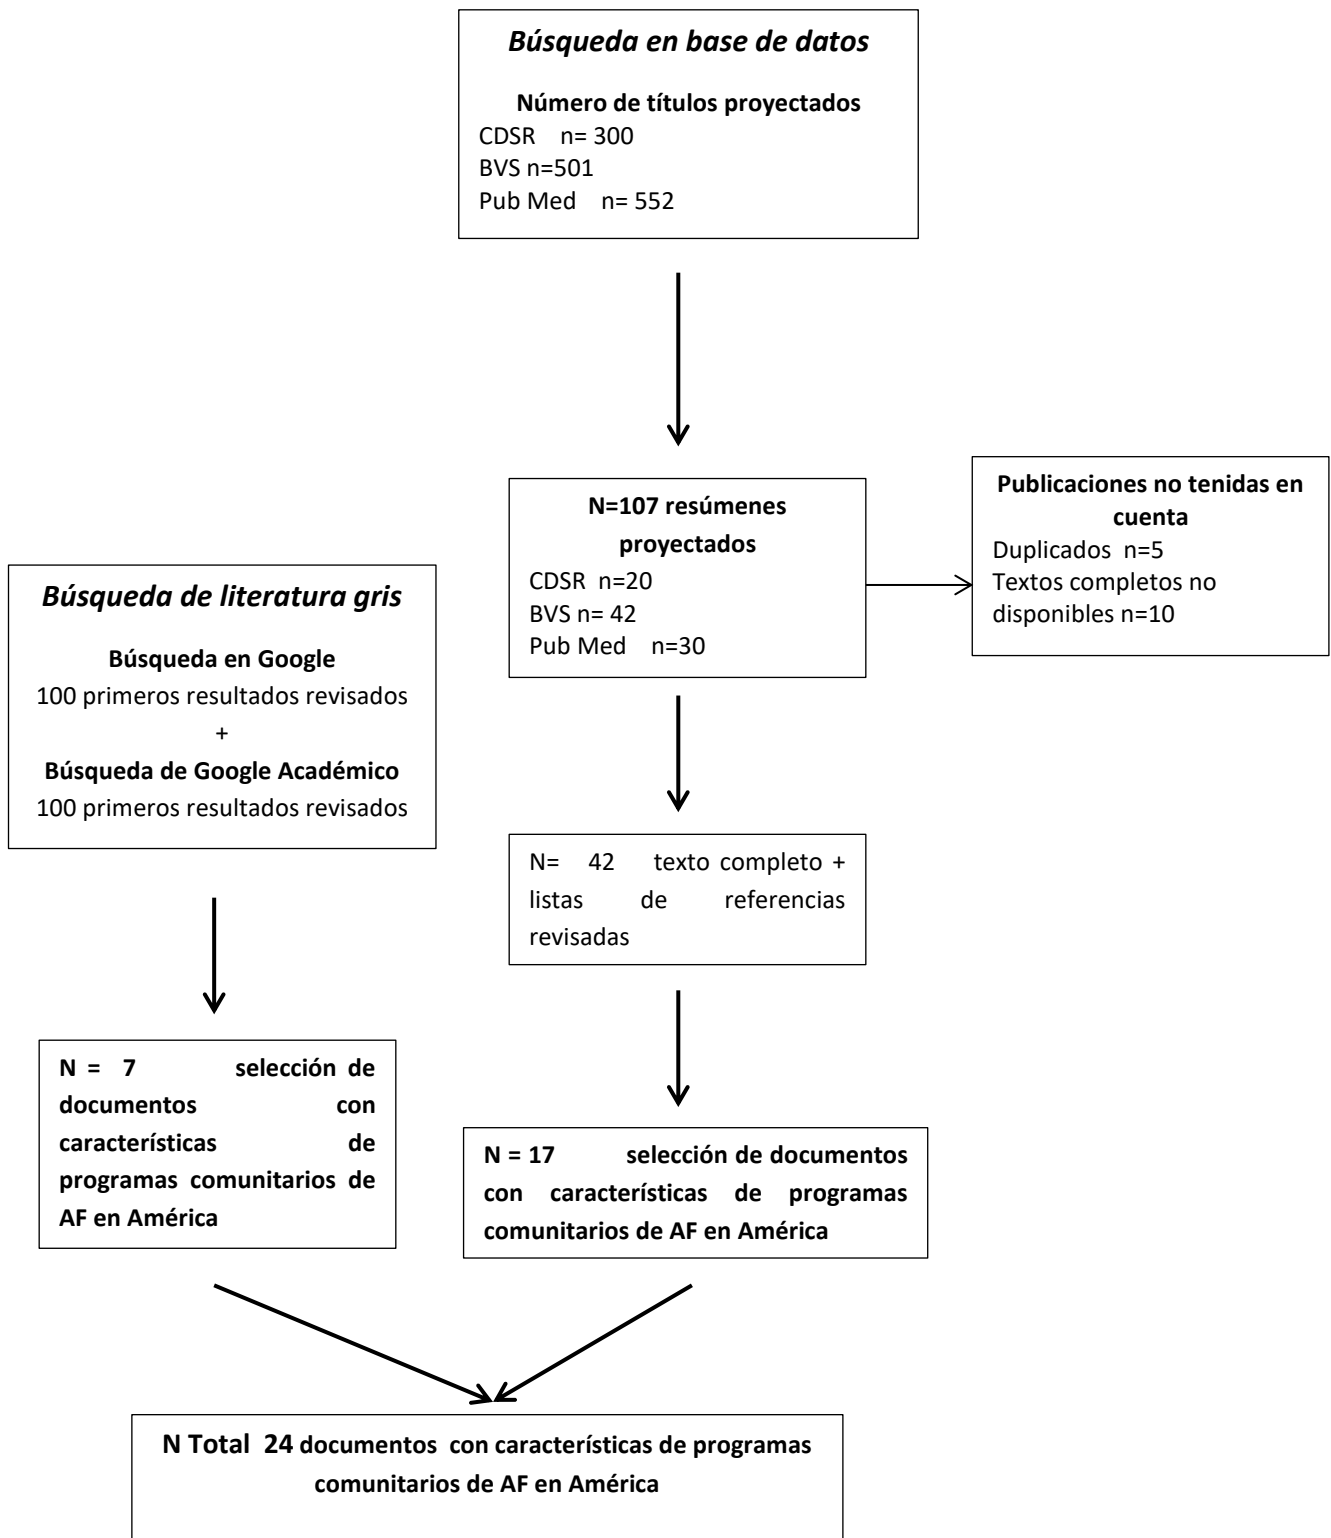 Búsqueda en base de datos
Número de títulos proyectados
CDSR n= 300
BVS n=501
Pub Med n= 552
N=107 resúmenes
proyectados
CDSR n=20
BVS n= 42
Pub Med n=30
Publicaciones no tenidas en
cuenta
Duplicados n=5
Textos completos no
disponibles n=10
Búsqueda de literatura gris
Búsqueda en Google
100 primeros resultados revisados
+
Búsqueda de Google Académico
100 primeros resultados revisados
N= 42 texto completo +
listas de referencias
revisadas
N = 7 selección de
documentos con
características de
programas comunitarios de
AF en América
N = 17 selección de documentos
con características de programas
comunitarios de AF en América
N Total 24 documentos con características de programas
comunitarios de AF en América